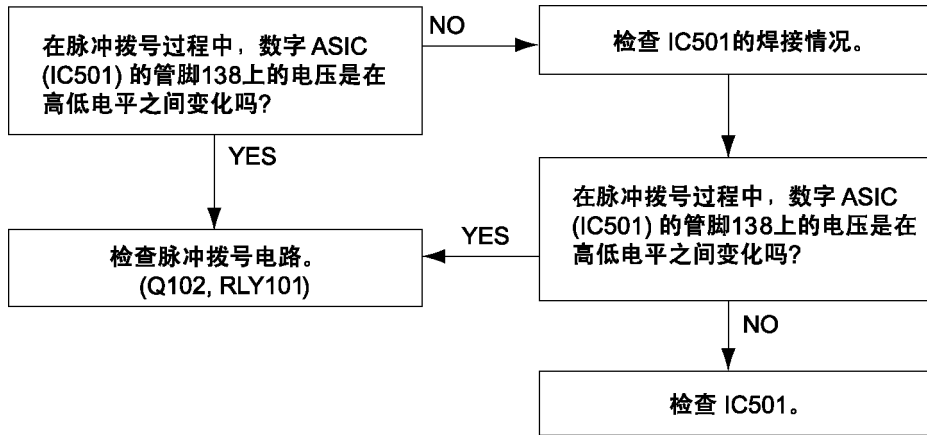 在脉冲拨号过程中，数字 ASIC
(IC501) 的管脚138上的电压是在
高低电平之间变化吗?
NO
检查 IC501的焊接情况。
YES
在脉冲拨号过程中，数字 ASIC
(IC501) 的管脚138上的电压是在
高低电平之间变化吗?
YES
检查脉冲拨号电路。
(Q102, RLY101)
NO
检查 IC501。